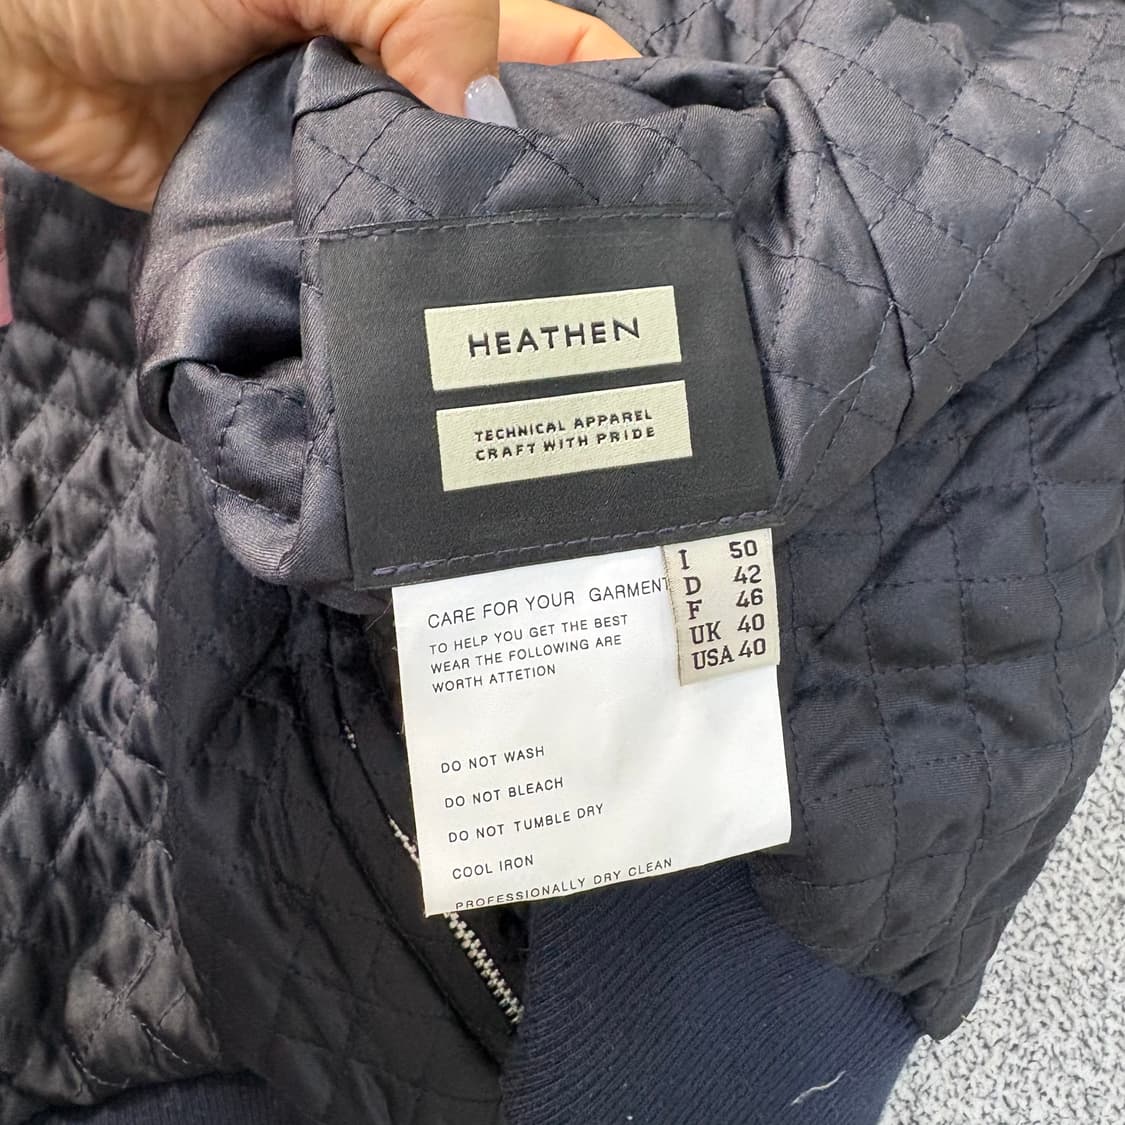 HEATHEN
TECHNICAL APPAREL
CRAFT WITH PRIDE
I 50
D 42
F 46
UK 40
USA 40
CARE FOR YOUR GARMENT
TO HELP YOU GET THE BEST
WEAR THE FOLLOWING ARE
WORTH ATTETION
DO NOT WASH
DO NOT BLEACH
DO NOT TUMBLE DRY
COOL IRON
PROFESSIONALLY DRY CLEAN